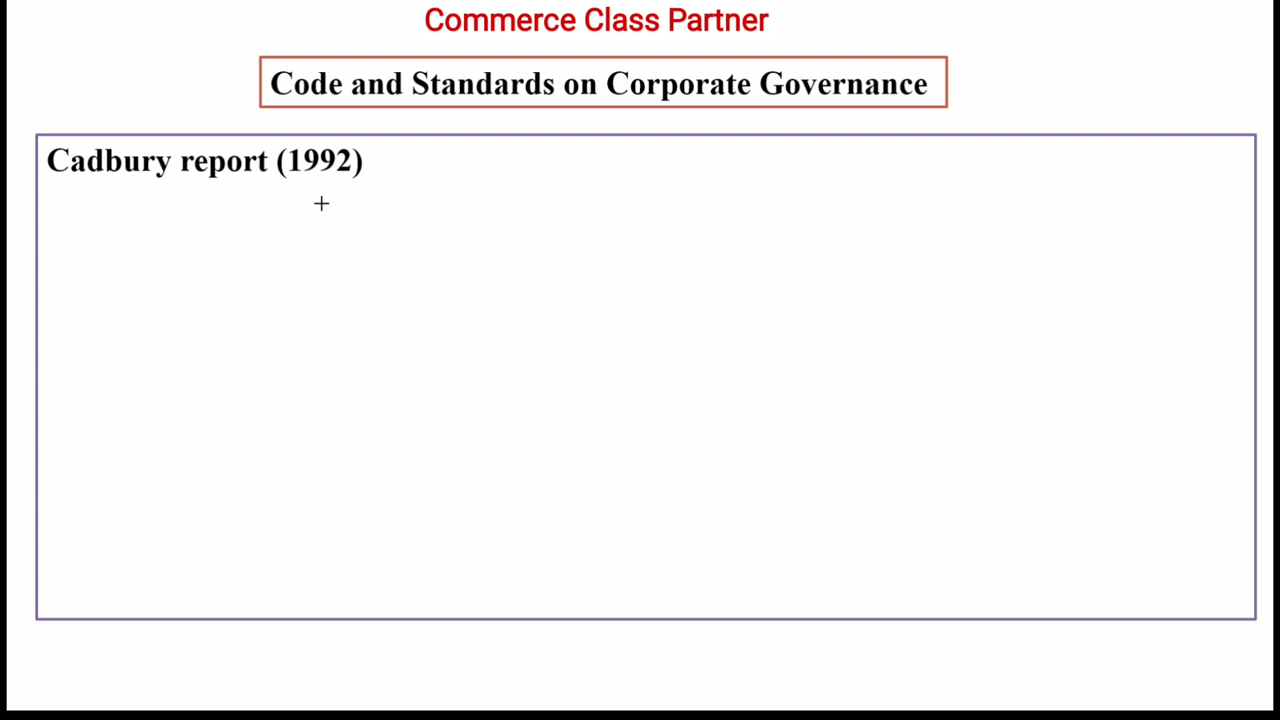 Commerce Class Partner
Code and Standards on Corporate Governance
Cadbury report (1992)